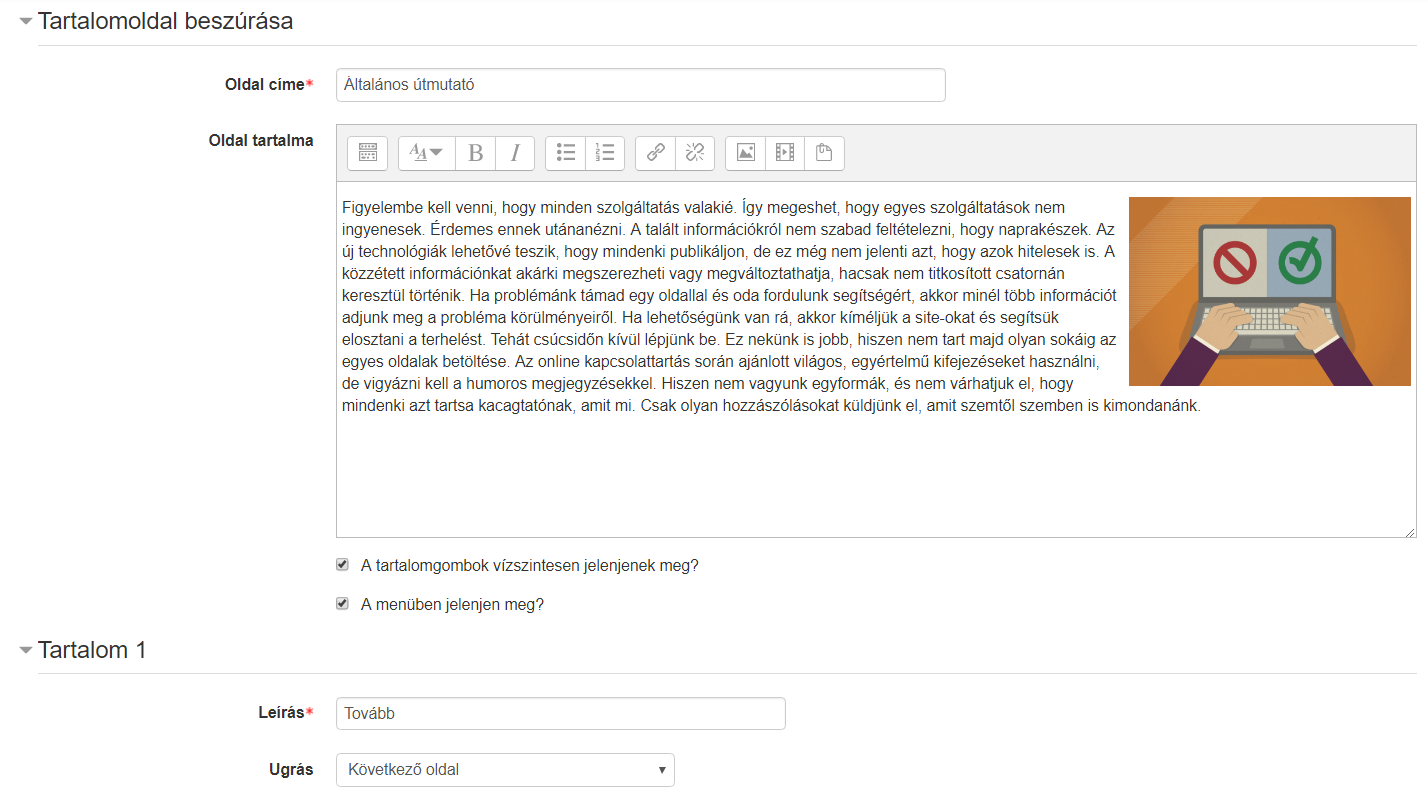 Tartalomoldal beszúrása
Oldal címe*
Általános útmutató
Oldal tartalma
Figyelembe kell venni, hogy minden szolgáltatás valakié. Így megeshet, hogy egyes szolgáltatások nem
ingyenesek. Érdemes ennek utánanézni. A talált információkról nem szabad feltételezni, hogy naprakészek. Az
új technológiák lehetővé teszik, hogy mindenki publikáljon, de ez még nem jelenti azt, hogy azok hitelesek is. A
közzétett információnkat akárki megszerezheti vagy megváltoztathatja, hacsak nem titkosított csatornán
keresztül történik. Ha problémánk támad egy oldallal és oda fordulunk segítségért, akkor minél több információt
adjunk meg a probléma körülményeiről. Ha lehetőségünk van rá, akkor kíméljük a site-okat és segítsük
elosztani a terhelést. Tehát csúcsidőn kívül lépjünk be. Ez nekünk is jobb, hiszen nem tart majd olyan sokáig az
egyes oldalak betöltése. Az online kapcsolattartás során ajánlott világos, egyértelmű kifejezéseket használni,
de vigyázni kell a humoros megjegyzésekkel. Hiszen nem vagyunk egyformák, és nem várhatjuk el, hogy
mindenki azt tartsa kacagtatónak, amit mi. Csak olyan hozzászólásokat küldjünk el, amit szemtől szemben is kimondanánk.
A tartalomgombok vízszintesen jelenjenek meg?
A menüben jelenjen meg?
Tartalom 1
Leírás*
Tovább
Ugrás
Következő oldal